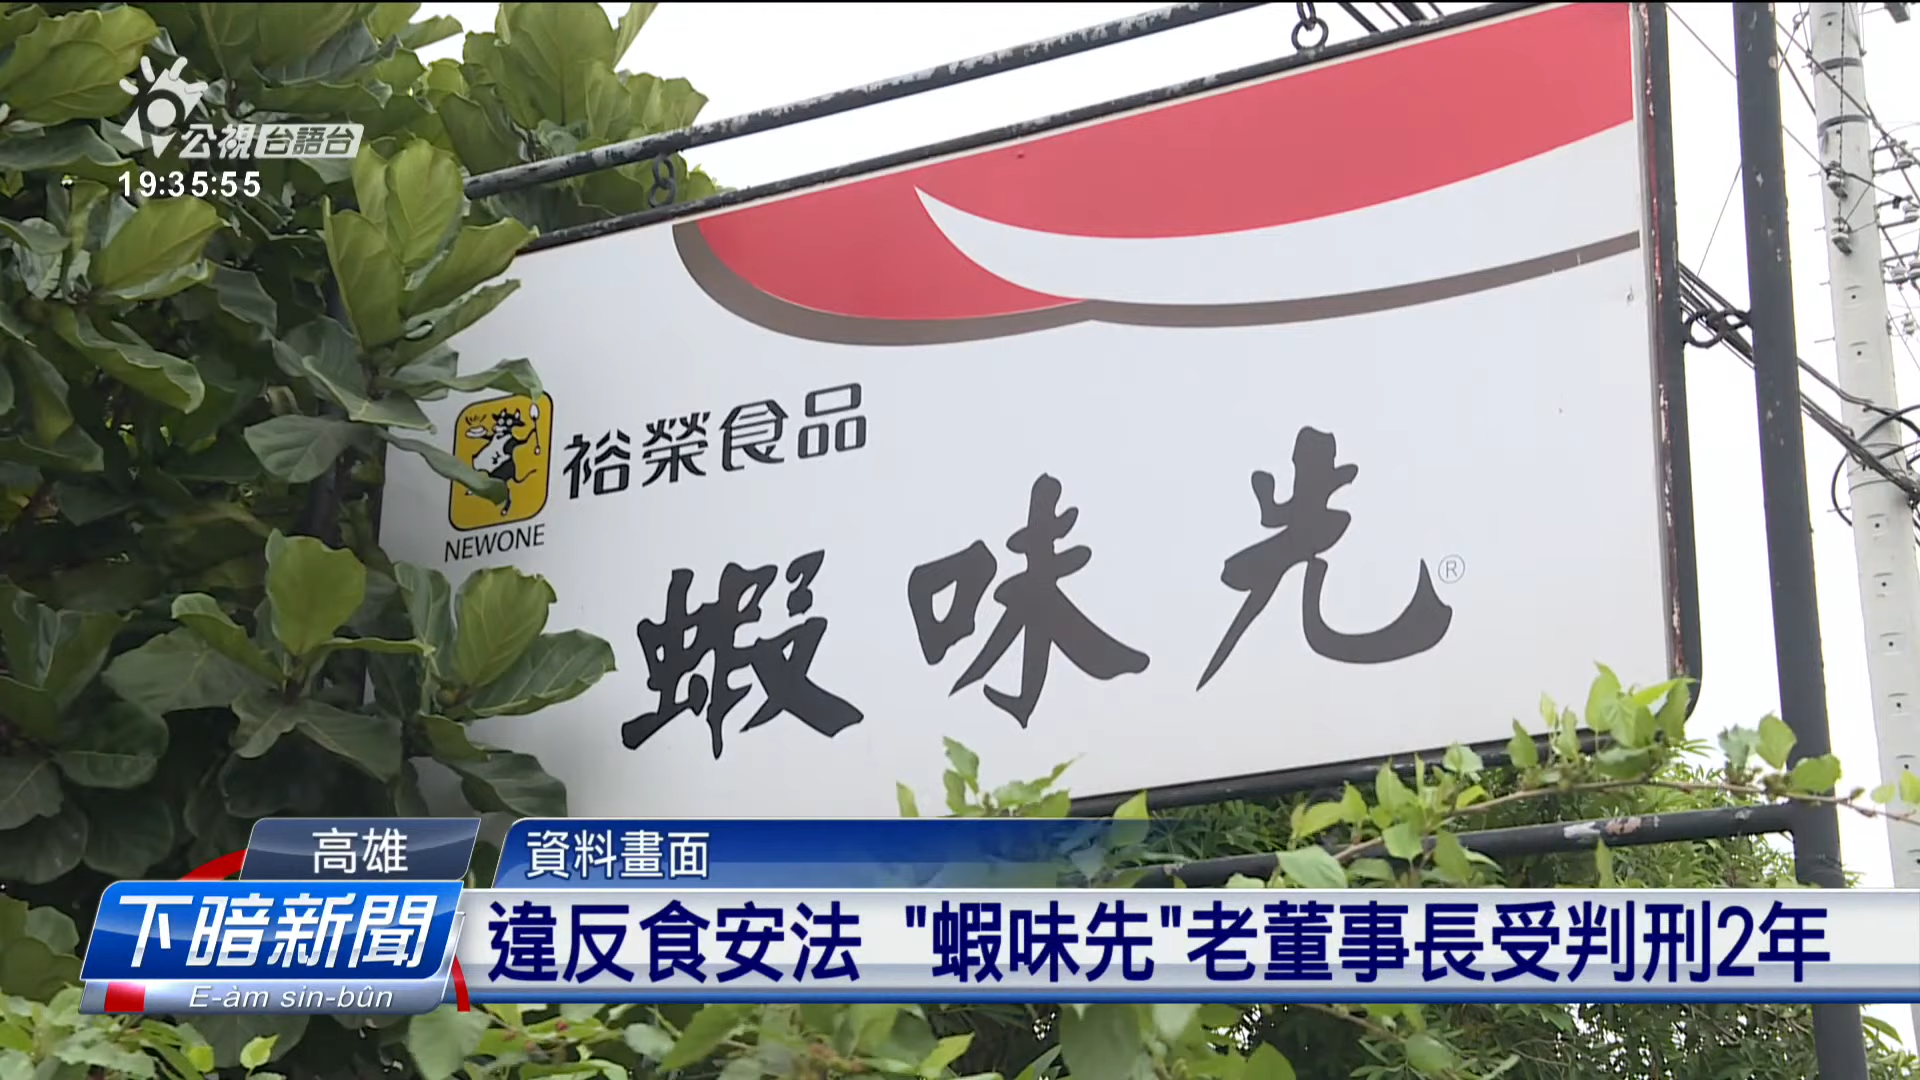 公視台語台
19:35:55
裕榮食品
NEWONE
蝦味先®
高雄
資料畫面
下暗新聞
E-àm sin-bûn
違反食安法 "蝦味先"老董事長受判刑2年